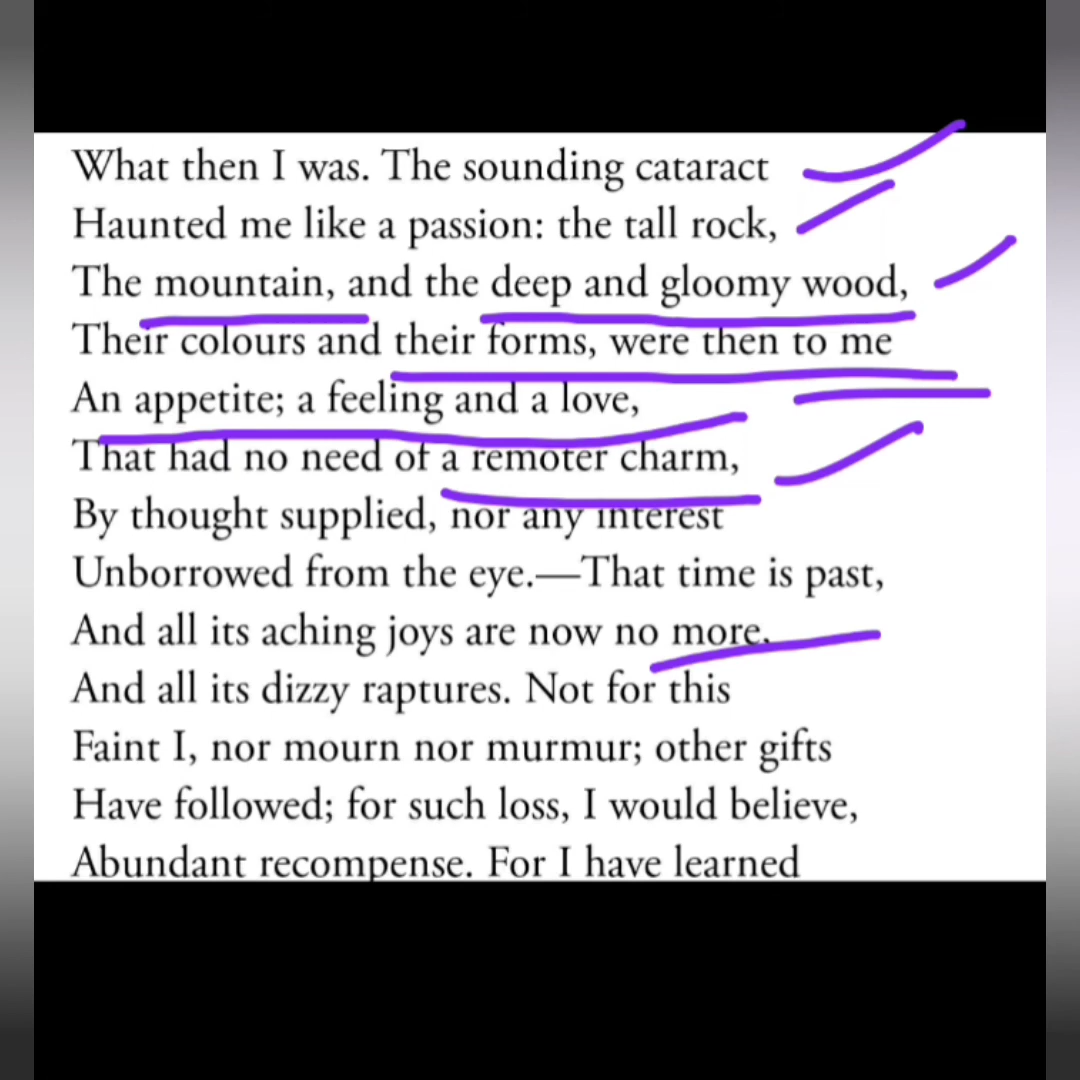 What then I was. The sounding cataract
Haunted me like a passion: the tall rock,
The mountain, and the deep and gloomy wood,
Their colours and their forms, were then to me
An appetite; a feeling and a love,
That had no need of a remoter charm,
By thought supplied, nor any interest
Unborrowed from the eye.—That time is past,
And all its aching joys are now no more,
And all its dizzy raptures. Not for this
Faint I, nor mourn nor murmur; other gifts
Have followed; for such loss, I would believe,
Abundant recompense. For I have learned